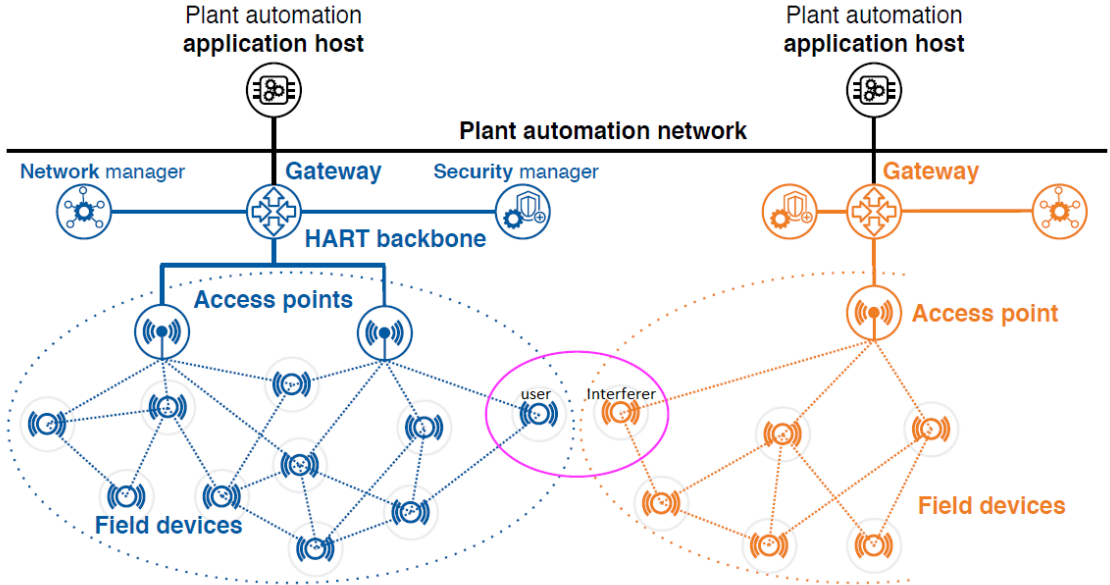 Plant automation
application host
Plant automation
application host
Plant automation network
Network manager
Gateway
Security manager
Gateway
HART backbone
Access points
Access point
user
Interferer
Field devices
Field devices